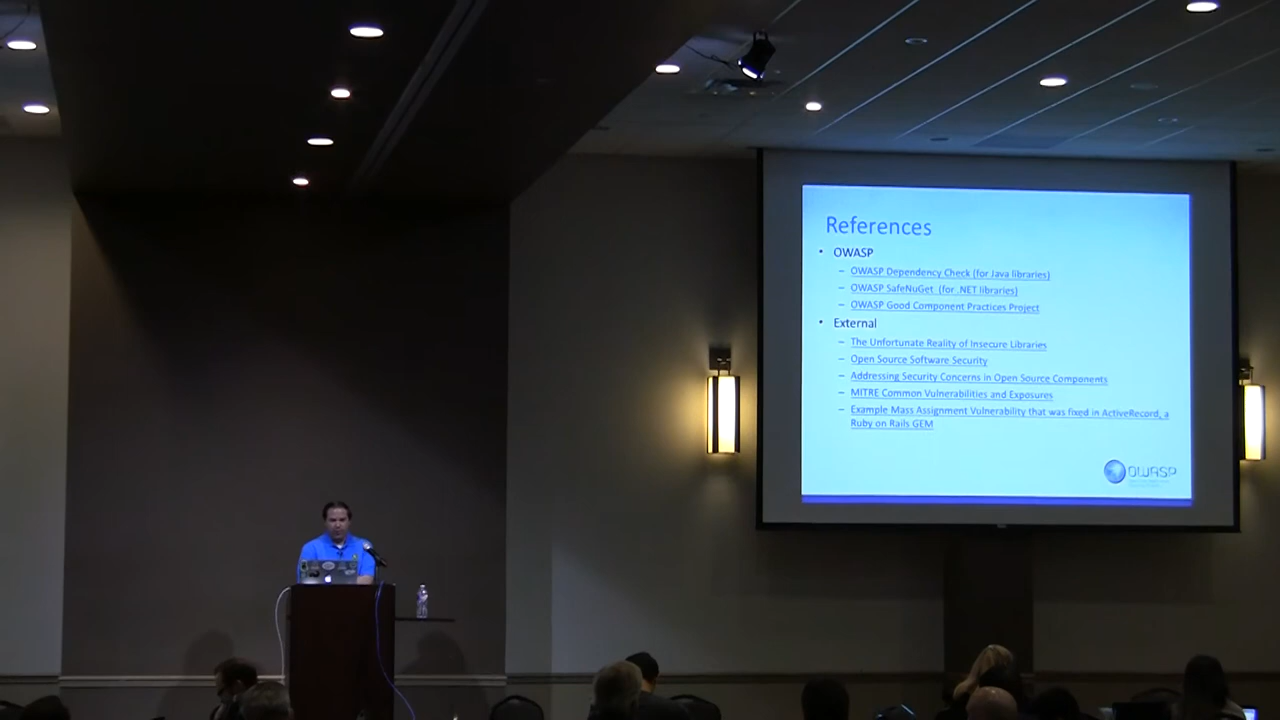 References
• OWASP
– OWASP Dependency Check (for Java libraries)
– OWASP SafeNuGet (for .NET libraries)
– OWASP Good Component Practices Project
• External
– The Unfortunate Reality of Insecure Libraries
– Open Source Software Security
– Addressing Security Concerns in Open Source Components
– MITRE Common Vulnerabilities and Exposures
– Example Mass Assignment Vulnerability that was fixed in ActiveRecord, a
Ruby on Rails GEM
OWASP